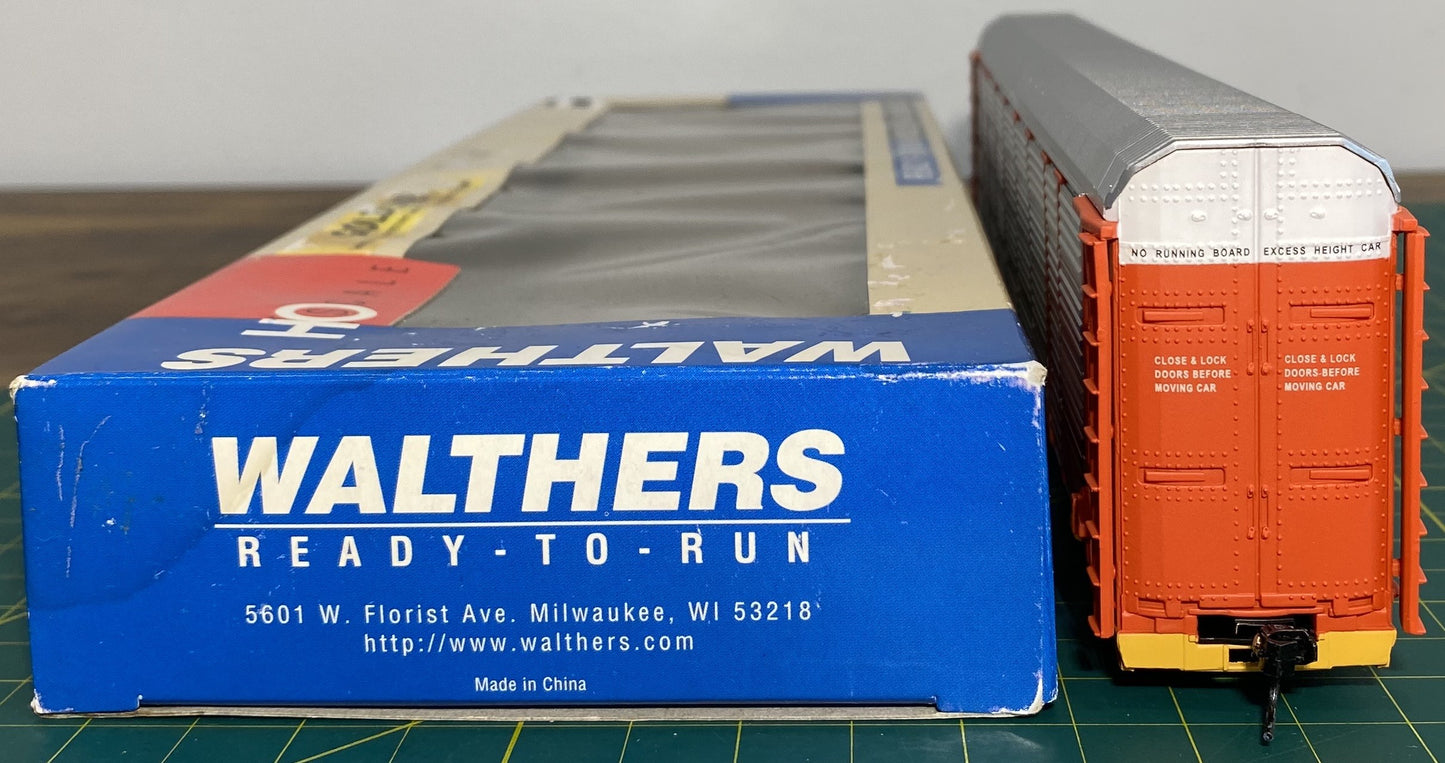 HO
SCALE
WALTHERS
WALTHERS
READY-TO-RUN
5601 W. Florist Ave. Milwaukee, WI 53218
http://www.walthers.com
Made in China
NO RUNNING BOARD EXCESS HEIGHT CAR
CLOSE & LOCK
DOORS BEFORE
MOVING CAR
CLOSE & LOCK
DOORS BEFORE
MOVING CAR